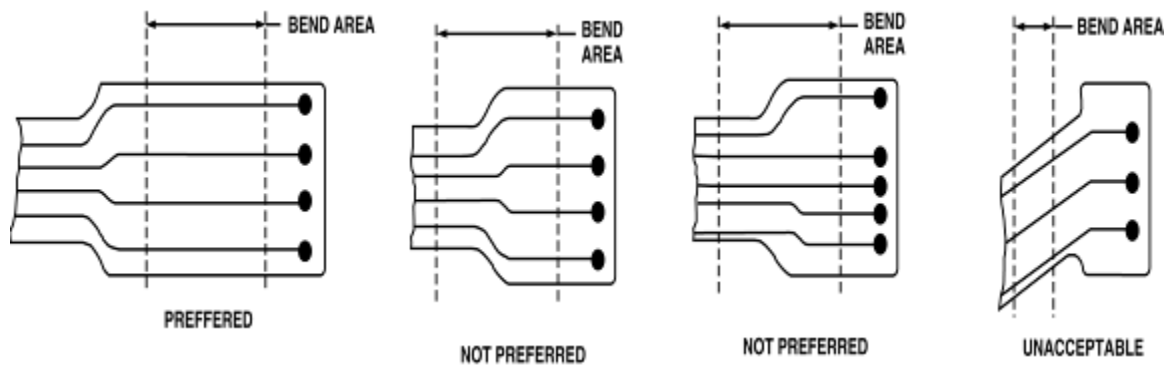 BEND AREA
BEND
AREA
BEND
AREA
BEND AREA
PREFFERED
NOT PREFERRED
NOT PREFERRED
UNACCEPTABLE